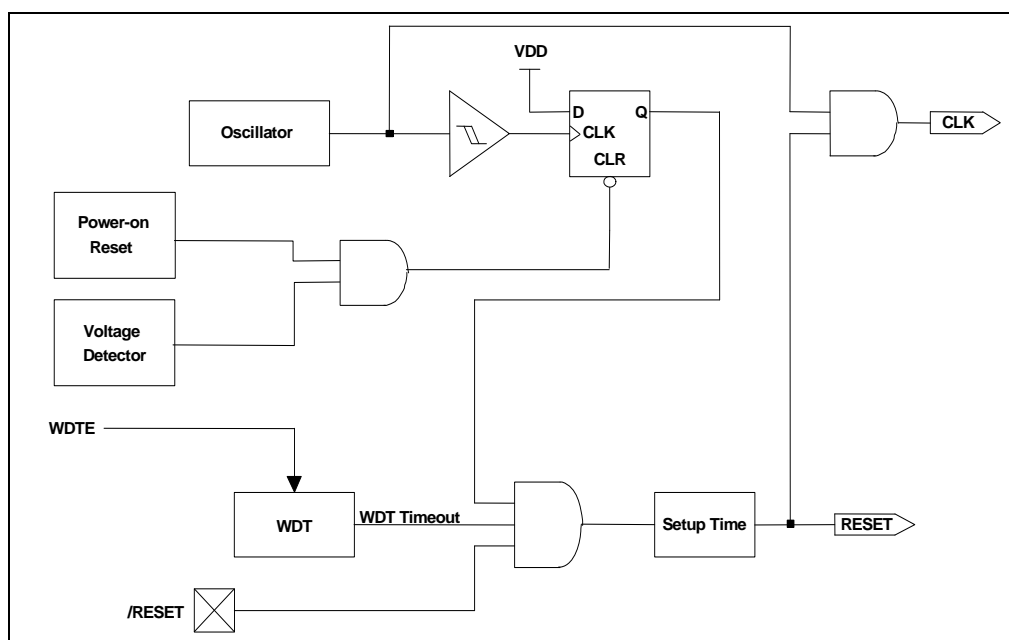 VDD
Oscillator
D
Q
CLK
CLR
CLK
Power-on
Reset
Voltage
Detector
WDTE
WDT
WDT Timeout
Setup Time
RESET
/RESET